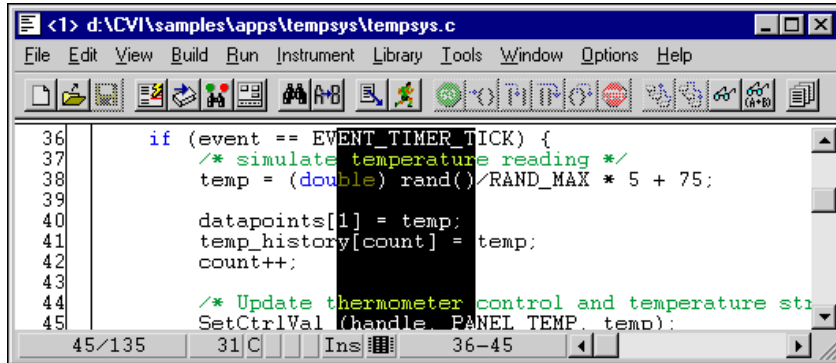 <1> d:\CVI\samples\apps\tempsys\tempsys.c
File Edit View Build Run Instrument Library Tools Window Options Help
A→B (A+B)
36 if (event == EVENT_TIMER_TICK) {
37 /* simulate temperature reading */
38 temp = (double) rand()/RAND_MAX * 5 + 75;
39
40 datapoints[1] = temp;
41 temp_history[count] = temp;
42 count++;
43
44 /* Update thermometer control and temperature str
45 SetCtrlVal (handle, PANEL_TEMP, temp);
45/135 31 C Ins 36-45